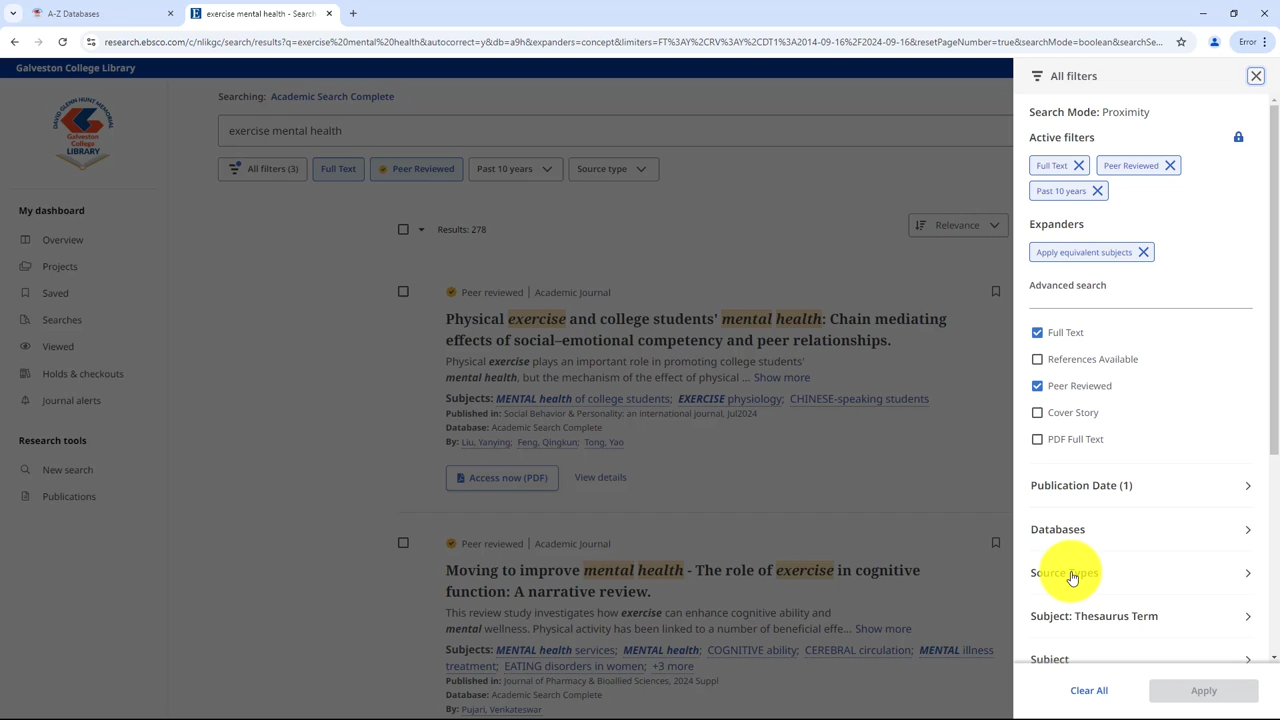 A-Z Databases
exercise mental health - Search
research.ebsco.com/c/nlikgc/search/results?q=exercise%20mental%20health&autocorrect=y&db=a9h&expanders=concept&limiters=FT%3AY%2CRV%3AY%2CDT1%3A2014-09-16%2F2024-09-16&resetPageNumber=true&searchMode=boolean&searchSe...
Error
Galveston College Library
DAVID GLENN HUNT MEMORIAL
Galveston
College
LIBRARY
My dashboard
Overview
Projects
Saved
Searches
Viewed
Holds & checkouts
Journal alerts
Research tools
New search
Publications
Searching: Academic Search Complete
exercise mental health
All filters (3)
Full Text
Peer Reviewed
Past 10 years
Source type
Results: 278
Relevance
Peer reviewed | Academic Journal
Physical exercise and college students' mental health: Chain mediating
effects of social–emotional competency and peer relationships.
Physical exercise plays an important role in promoting college students'
mental health, but the mechanism of the effect of physical ... Show more
Subjects: MENTAL health of college students; EXERCISE physiology; CHINESE-speaking students
Published in: Social Behavior & Personality: an international journal, Jul2024
Database: Academic Search Complete
By: Liu, Yanying; Feng, Qingkun; Tong, Yao
Access now (PDF)
View details
Peer reviewed | Academic Journal
Moving to improve mental health - The role of exercise in cognitive
function: A narrative review.
This review study investigates how exercise can enhance cognitive ability and
mental wellness. Physical activity has been linked to a number of beneficial effe... Show more
Subjects: MENTAL health services; MENTAL health; COGNITIVE ability; CEREBRAL circulation; MENTAL illness
treatment; EATING disorders in women; +3 more
Published in: Journal of Pharmacy & Bioallied Sciences, 2024 Suppl
Database: Academic Search Complete
By: Pujari, Venkateswar
All filters
Search Mode: Proximity
Active filters
Full Text
Peer Reviewed
Past 10 years
Expanders
Apply equivalent subjects
Advanced search
Full Text
References Available
Peer Reviewed
Cover Story
PDF Full Text
Publication Date (1)
Databases
Source Types
Subject: Thesaurus Term
Subject
Clear All
Apply